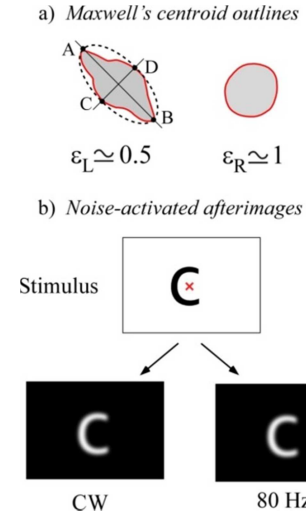 a) Maxwell's centroid outlines
A
D
C
B
εL≃0.5 εR≃1
b) Noise-activated afterimages
Stimulus
C
×
C
C
CW 80 Hz